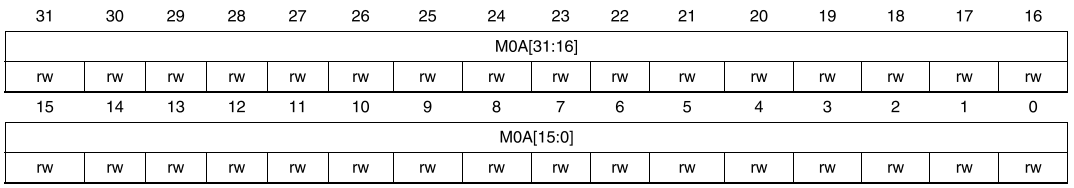 31 30 29 28 27 26 25 24 23 22 21 20 19 18 17 16
M0A[31:16]
rw rw rw rw rw rw rw rw rw rw rw rw rw rw rw rw
15 14 13 12 11 10 9 8 7 6 5 4 3 2 1 0
M0A[15:0]
rw rw rw rw rw rw rw rw rw rw rw rw rw rw rw rw